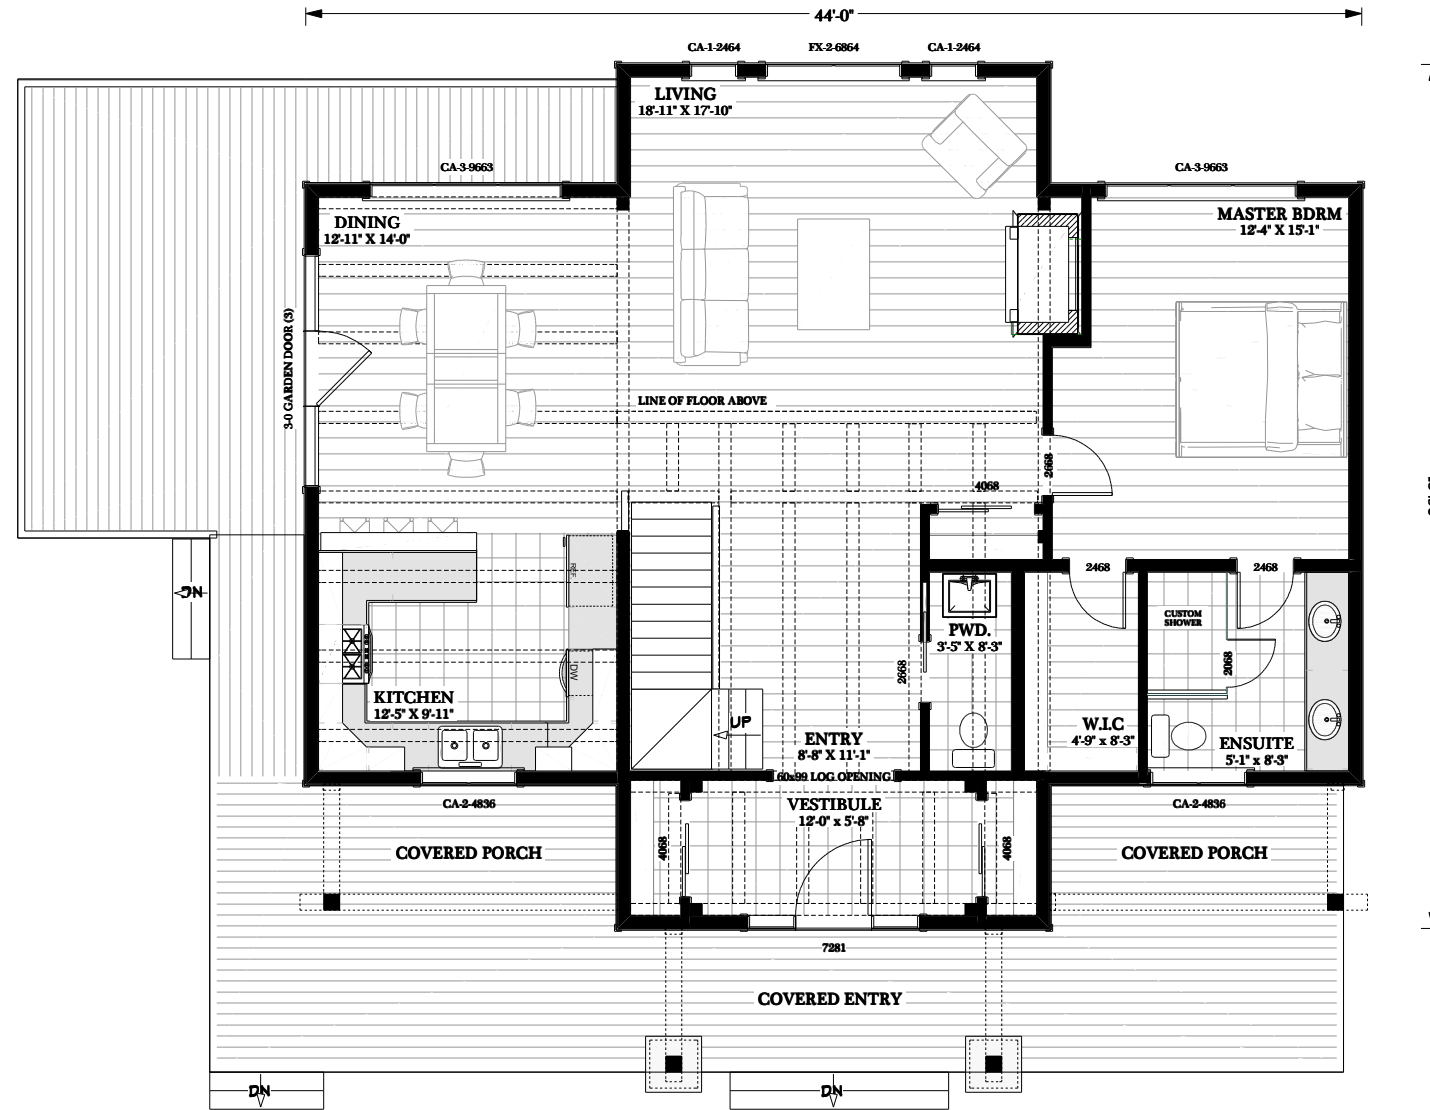 44'-0"
CA-1-2464
FX-2-6864
CA-1-2464
LIVING
18'-11" X 17'-10"
CA-3-9663
CA-3-9663
DINING
12'-11" X 14'-0"
MASTER BDRM
12'-4" X 15'-1"
3-0 GARDEN DOOR (3)
LINE OF FLOOR ABOVE
2668
4068
2468
2468
REF.
DN
CUSTOM
SHOWER
PWD.
3'-5" X 8'-3"
2068
2668
DW
KITCHEN
12'-5" X 9'-11"
UP
ENTRY
8'-8" X 11'-1"
W.I.C
4'-9" x 8'-3"
ENSUITE
5'-1" x 8'-3"
60x99 LOG OPENING
CA-2-4836
VESTIBULE
12'-0" x 5'-8"
CA-2-4836
4068
4068
COVERED PORCH
COVERED PORCH
7281
COVERED ENTRY
DN
DN